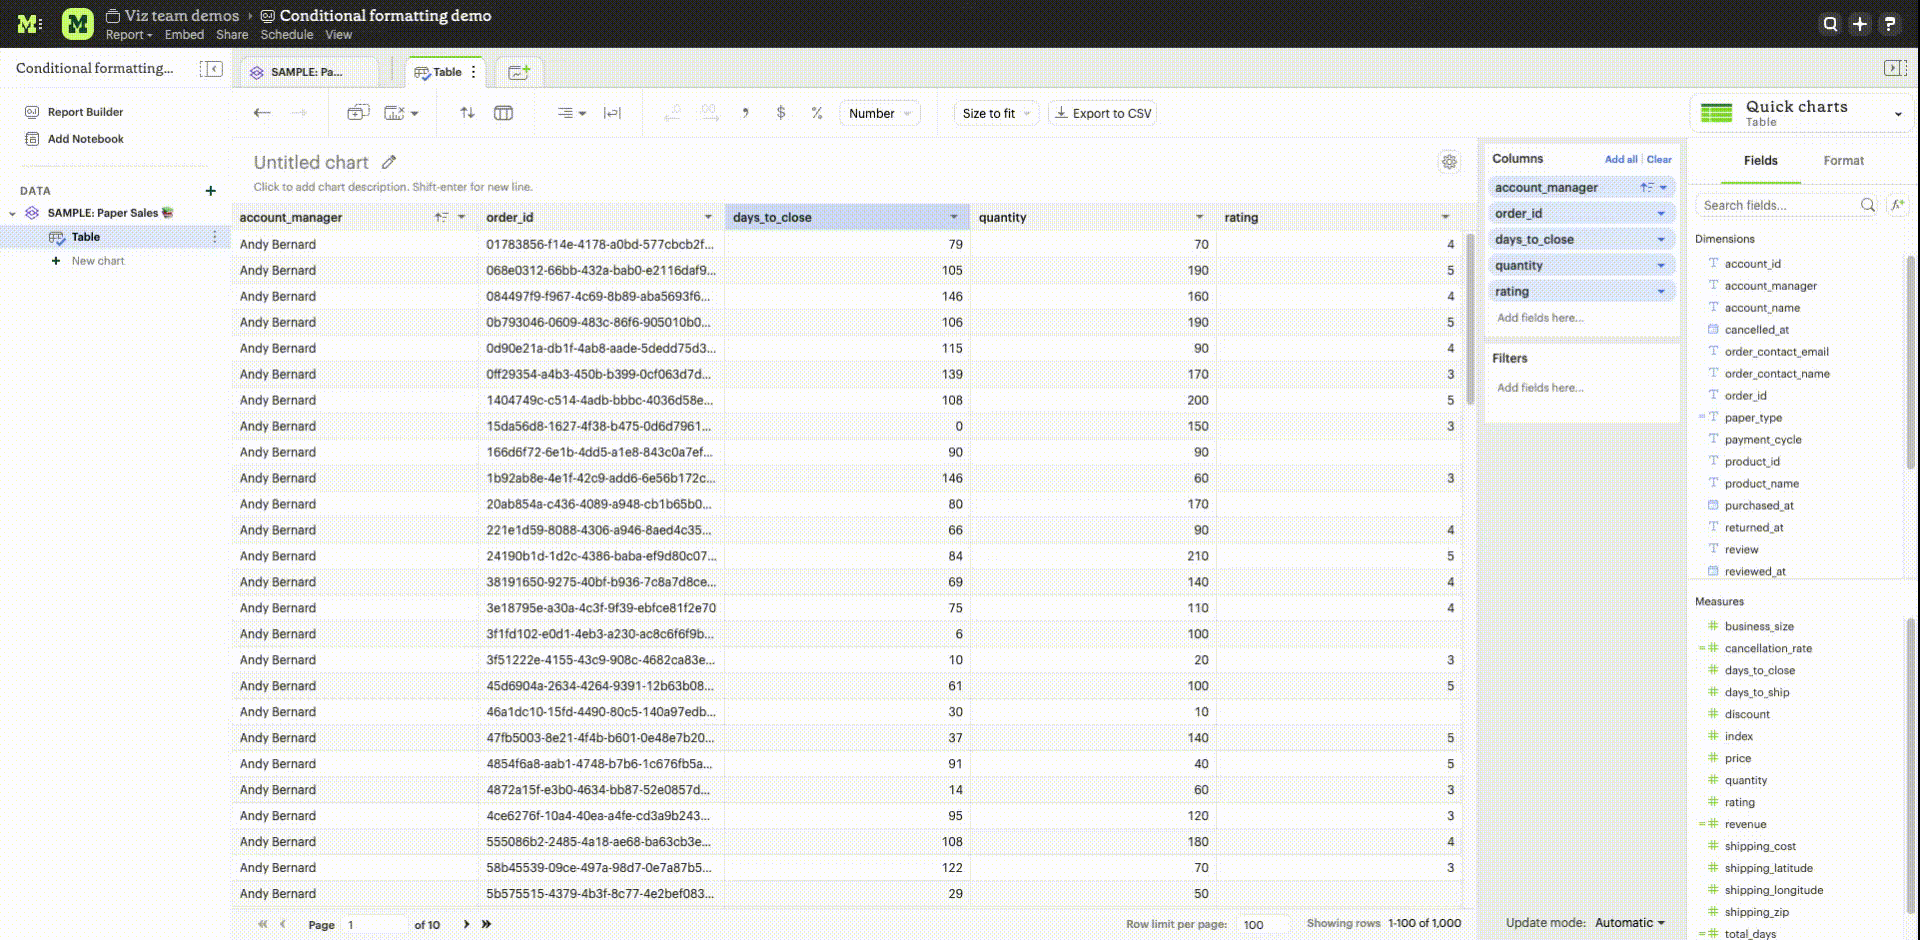 Viz team demos › Conditional formatting demo
Report Embed Share Schedule View
Conditional formatting...
SAMPLE: Pa...
Table
Report Builder
Add Notebook
DATA
SAMPLE: Paper Sales
Table
New chart
$ % Number
Size to fit
Export to CSV
Quick charts
Table
Untitled chart
Click to add chart description. Shift-enter for new line.
account_manager order_id days_to_close quantity rating
Andy Bernard 01783856-f14e-4178-a0bd-577cbcb2f... 79 70 4
Andy Bernard 068e0312-66bb-432a-bab0-e2116daf9... 105 190 5
Andy Bernard 084497f9-f967-4c69-8b89-aba5693f6... 146 160 4
Andy Bernard 0b793046-0609-483c-86f6-905010b0... 106 190 5
Andy Bernard 0d90e21a-db1f-4ab8-aade-5dedd75d3... 115 90 4
Andy Bernard 0ff29354-a4b3-450b-b399-0cf063d7d... 139 170 3
Andy Bernard 1404749c-c514-4adb-bbbc-4036d58e... 108 200 5
Andy Bernard 15da56d8-1627-4f38-b475-0d6d7961... 0 150 3
Andy Bernard 166d6f72-6e1b-4dd5-a1e8-843c0a7ef... 90 90
Andy Bernard 1b92ab8e-4e1f-42c9-add6-6e56b172c... 146 60 3
Andy Bernard 20ab854a-c436-4089-a948-cb1b65b0... 80 170
Andy Bernard 221e1d59-8088-4306-a946-8aed4c35... 66 90 4
Andy Bernard 24190b1d-1d2c-4386-baba-ef9d80c07... 84 210 5
Andy Bernard 38191650-9275-40bf-b936-7c8a7d8ce... 69 140 4
Andy Bernard 3e18795e-a30a-4c3f-9f39-ebfce81f2e70 75 110 4
Andy Bernard 3f1fd102-e0d1-4eb3-a230-ac8c6f6f9b... 6 100
Andy Bernard 3f51222e-4155-43c9-908c-4682ca83e... 10 20 3
Andy Bernard 45d6904a-2634-4264-9391-12b63b08... 61 100 5
Andy Bernard 46a1dc10-15fd-4490-80c5-140a97edb... 30 10
Andy Bernard 47fb5003-8e21-4f4b-b601-0e48e7b20... 37 140 5
Andy Bernard 4854f6a8-aab1-4748-b7b6-1c676fb5a... 91 40 5
Andy Bernard 4872a15f-e3b0-4634-bb87-52e0857d... 14 60 3
Andy Bernard 4ce6276f-10a4-40ea-a4fe-cd3a9b243... 95 120 3
Andy Bernard 555086b2-2485-4a18-ae68-ba63cb3e... 108 180 4
Andy Bernard 58b45539-09ce-497a-98d7-0e7a87b5... 122 70 3
Andy Bernard 5b575515-4379-4b3f-8c77-4e2bef083... 29 50
Page 1 of 10
Row limit per page: 100
Showing rows 1-100 of 1,000
Columns Add all | Clear
account_manager
order_id
days_to_close
quantity
rating
Add fields here...
Filters
Add fields here...
Update mode: Automatic
Fields Format
Search fields...
Dimensions
account_id
account_manager
account_name
cancelled_at
order_contact_email
order_contact_name
order_id
paper_type
payment_cycle
product_id
product_name
purchased_at
returned_at
review
reviewed_at
Measures
business_size
cancellation_rate
days_to_close
days_to_ship
discount
index
price
quantity
rating
revenue
shipping_cost
shipping_latitude
shipping_longitude
shipping_zip
total_days